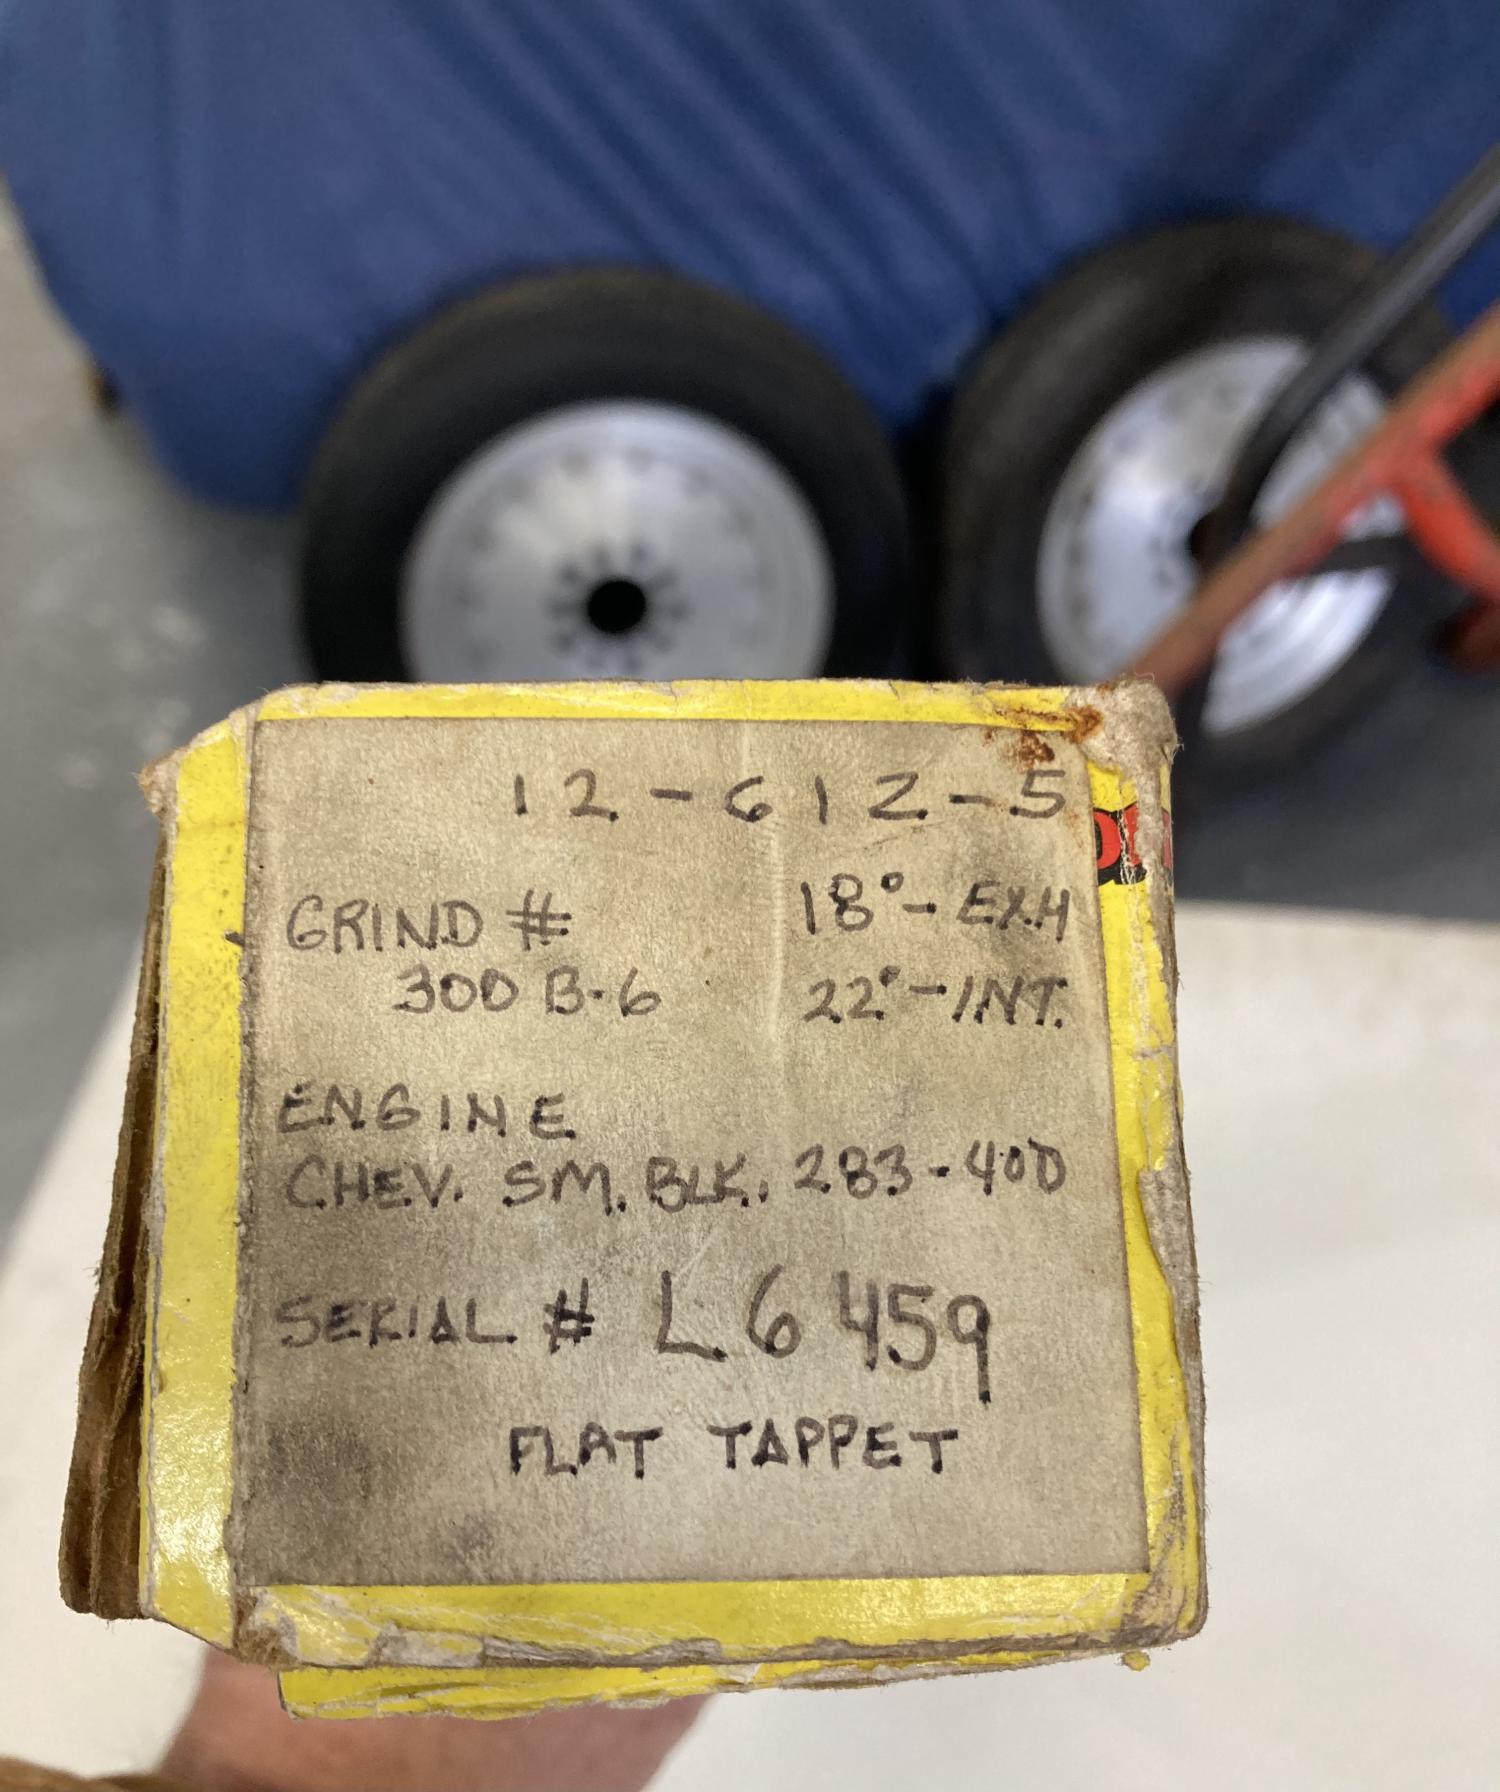 12-612-5
GRIND #
300 B-6
18°- EXH
22°-INT.
ENGINE
CHEV. SM. BLK. 283-400
SERIAL # L6459
FLAT TAPPET